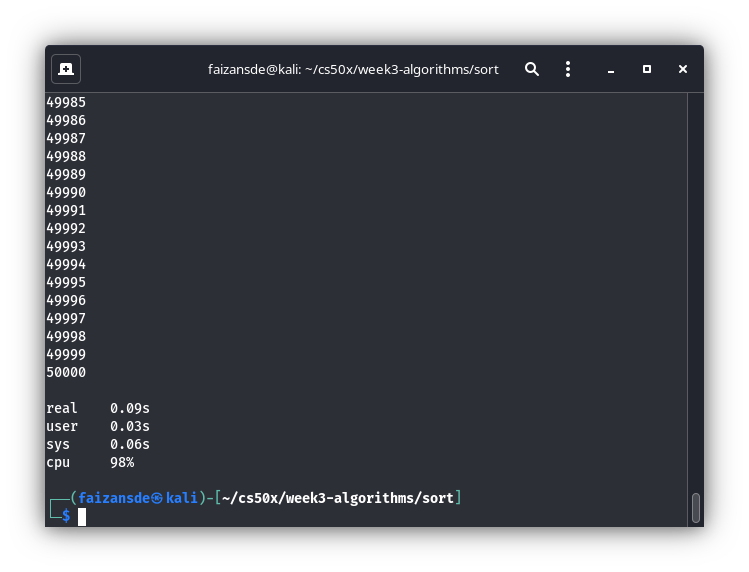 faizansde@kali: ~/cs50x/week3-algorithms/sort
49985
49986
49987
49988
49989
49990
49991
49992
49993
49994
49995
49996
49997
49998
49999
50000
real    0.09s
user    0.03s
sys     0.06s
cpu     98%
┌──(faizansde㉿kali)-[~/cs50x/week3-algorithms/sort]
└─$